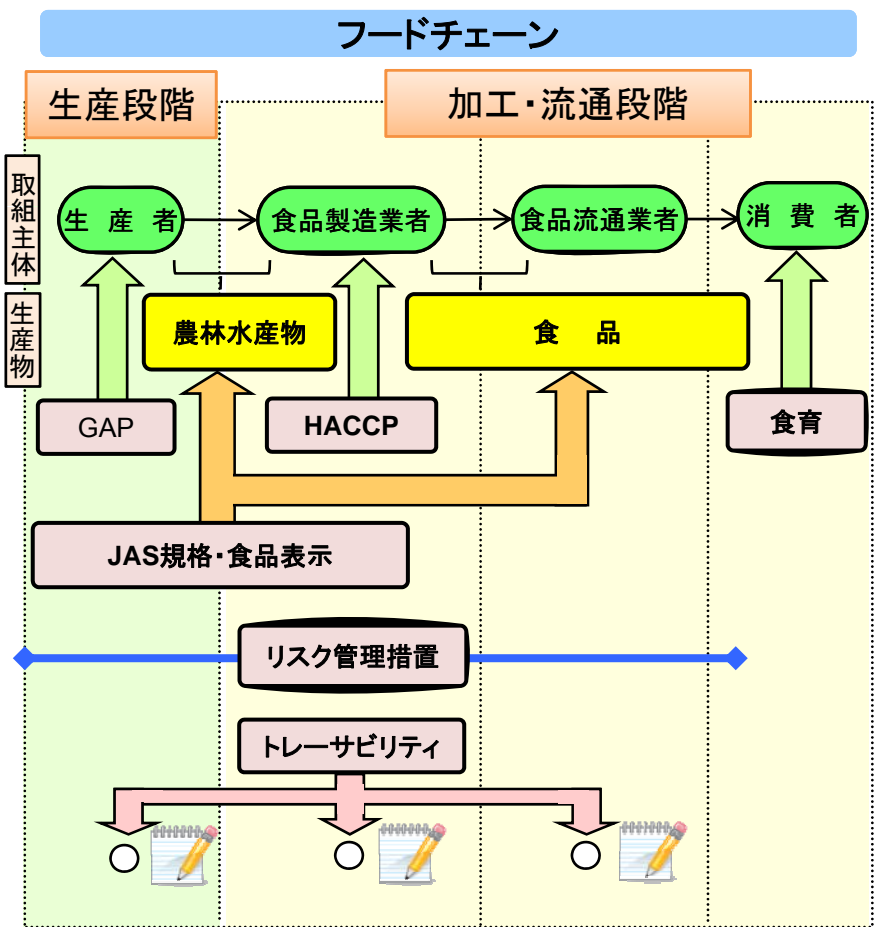 フードチェーン
生産段階
加工・流通段階
取組主体
生産者
食品製造業者
食品流通業者
消費者
生産物
農林水産物
食品
GAP
HACCP
食育
JAS規格・食品表示
リスク管理措置
トレーサビリティ